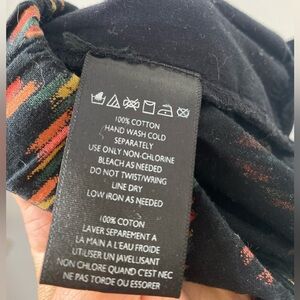 100% COTTON
HAND WASH COLD
SEPARATELY
USE ONLY NON-CHLORINE
BLEACH AS NEEDED
DO NOT TWIST/WRING
LINE DRY
LOW IRON AS NEEDED
100% COTON
LAVER SEPAREMENT A
LA MAIN A L'EAU FROIDE
UTILISER UN JAVELLISANT
NON CHLORE QUAND C'EST NECESSAIRE
NE PAS TORDE OU ESSORER